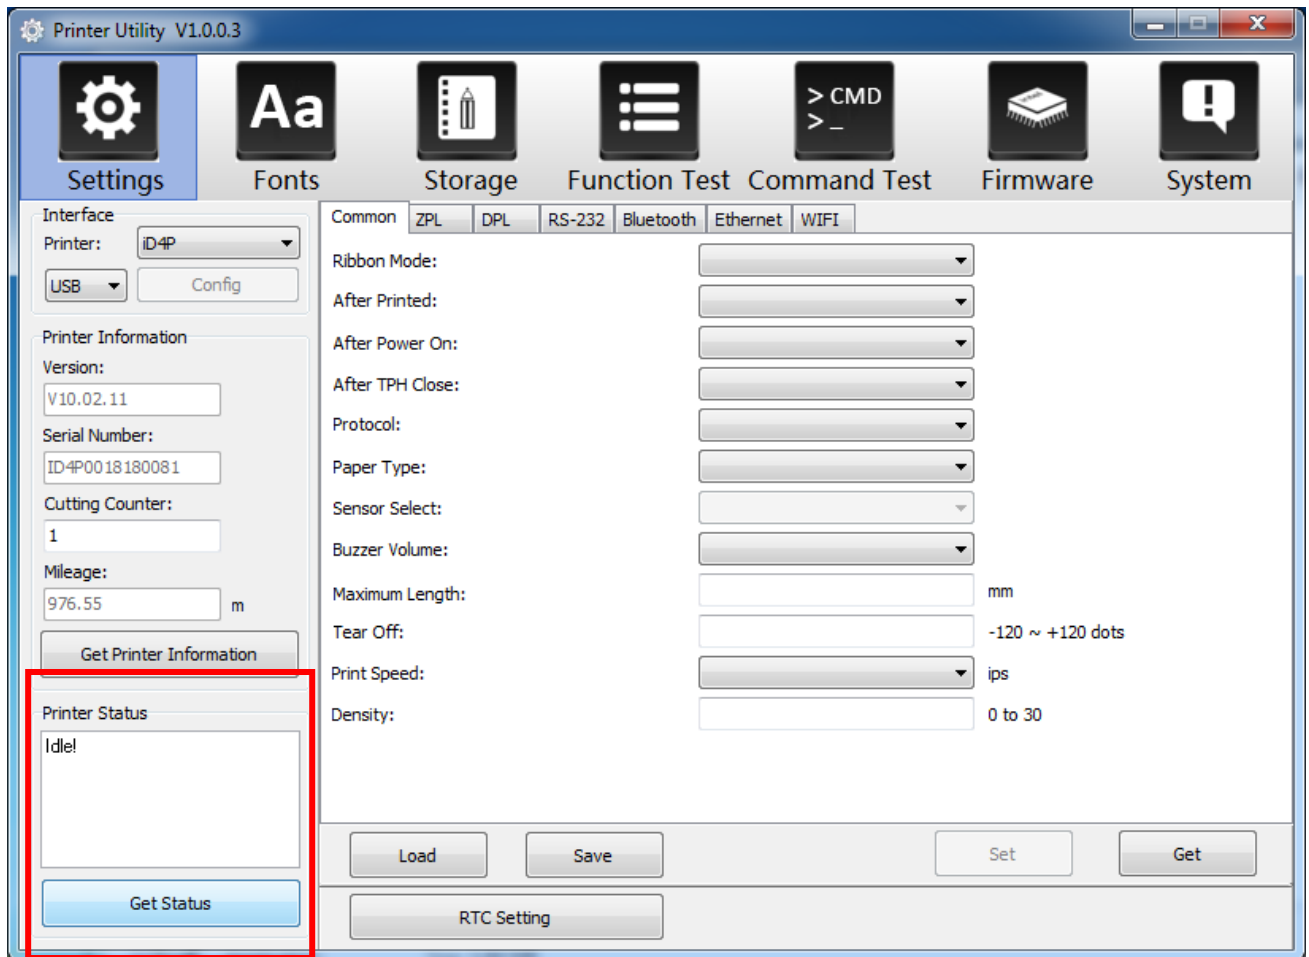 Printer Utility V1.0.0.3
> CMD
>_
Aa
Settings Fonts Storage Function Test Command Test Firmware System
Interface
Printer: iD4P
USB Config
Printer Information
Version:
V10.02.11
Serial Number:
ID4P0018180081
Cutting Counter:
1
Mileage:
976.55 m
Get Printer Information
Printer Status
Idle!
Get Status
Common ZPL DPL RS-232 Bluetooth Ethernet WIFI
Ribbon Mode:
After Printed:
After Power On:
After TPH Close:
Protocol:
Paper Type:
Sensor Select:
Buzzer Volume:
Maximum Length: mm
Tear Off: -120 ~ +120 dots
Print Speed: ips
Density: 0 to 30
Load Save Set Get
RTC Setting